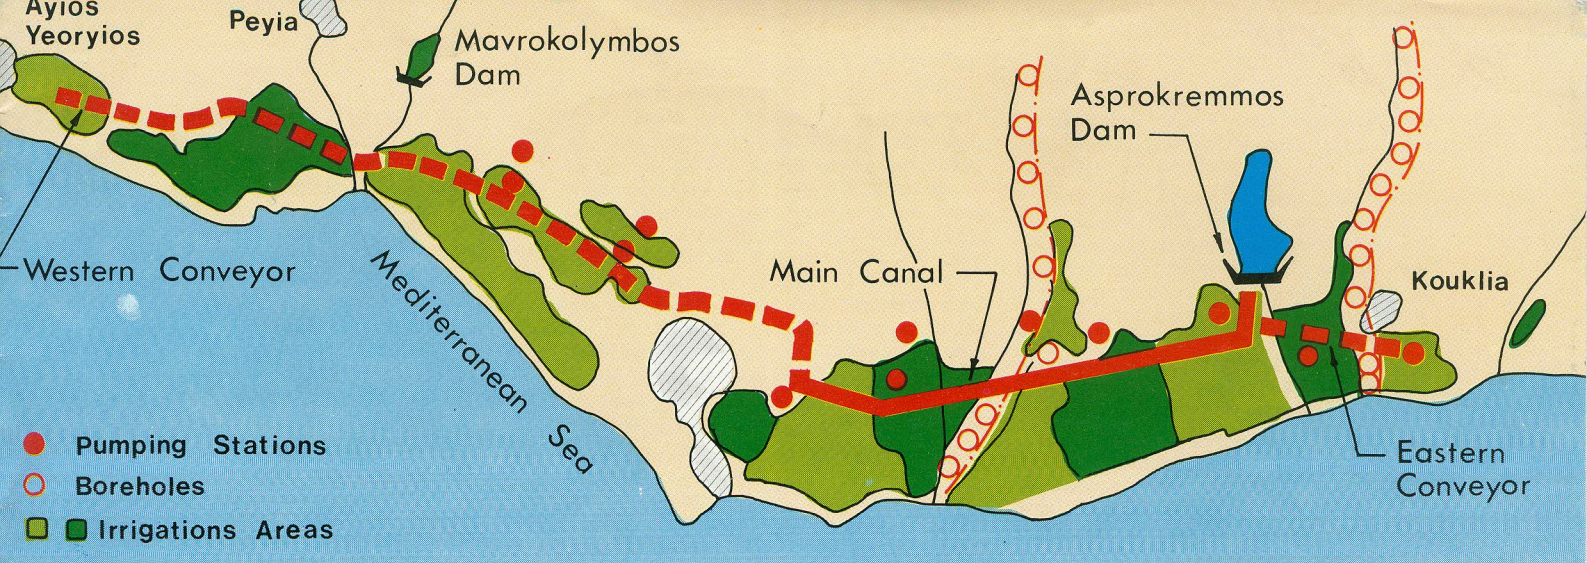 Ayios
Yeoryios
Peyia
Mavrokolymbos
Dam
Asprokremmos
Dam
Western Conveyor
Main Canal
Kouklia
Mediterranean
Sea
Pumping Stations
Boreholes
Irrigations Areas
Eastern
Conveyor